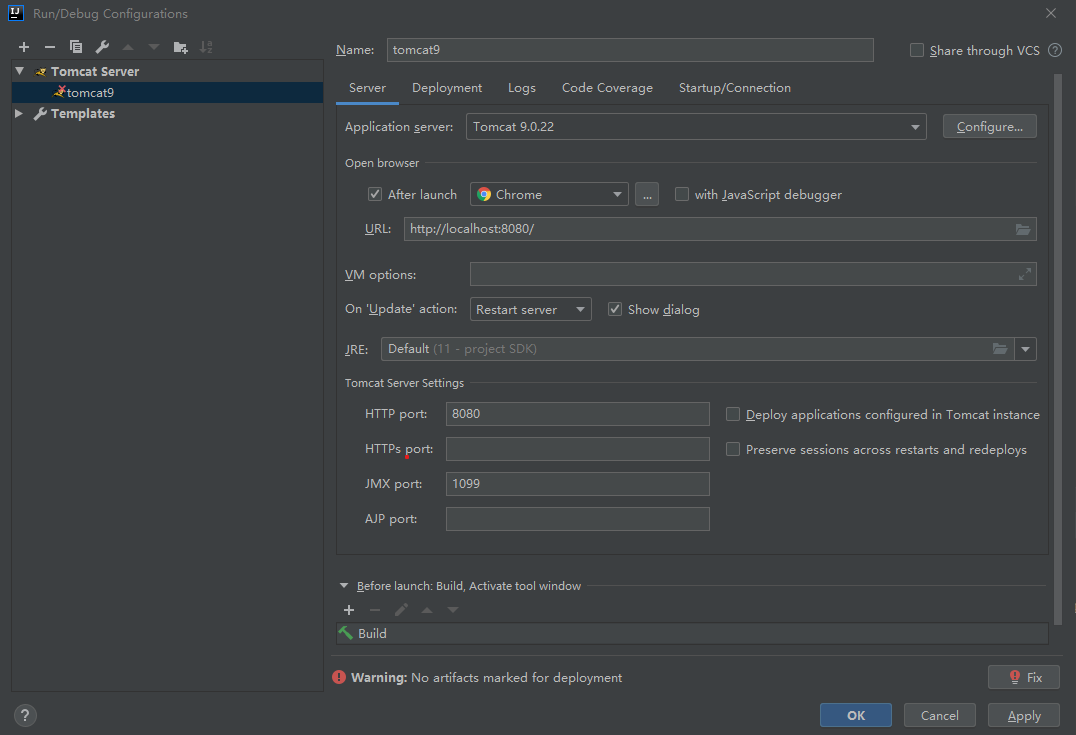 IJ Run/Debug Configurations
Name: tomcat9 Share through VCS ?
Tomcat Server
tomcat9
Templates
Server Deployment Logs Code Coverage Startup/Connection
Application server: Tomcat 9.0.22 Configure...
Open browser
After launch Chrome ... with JavaScript debugger
URL: http://localhost:8080/
VM options:
On 'Update' action: Restart server Show dialog
JRE: Default (11 - project SDK)
Tomcat Server Settings
HTTP port: 8080 Deploy applications configured in Tomcat instance
HTTPs port: Preserve sessions across restarts and redeploys
JMX port: 1099
AJP port:
Before launch: Build, Activate tool window
Build
Warning: No artifacts marked for deployment Fix
? OK Cancel Apply